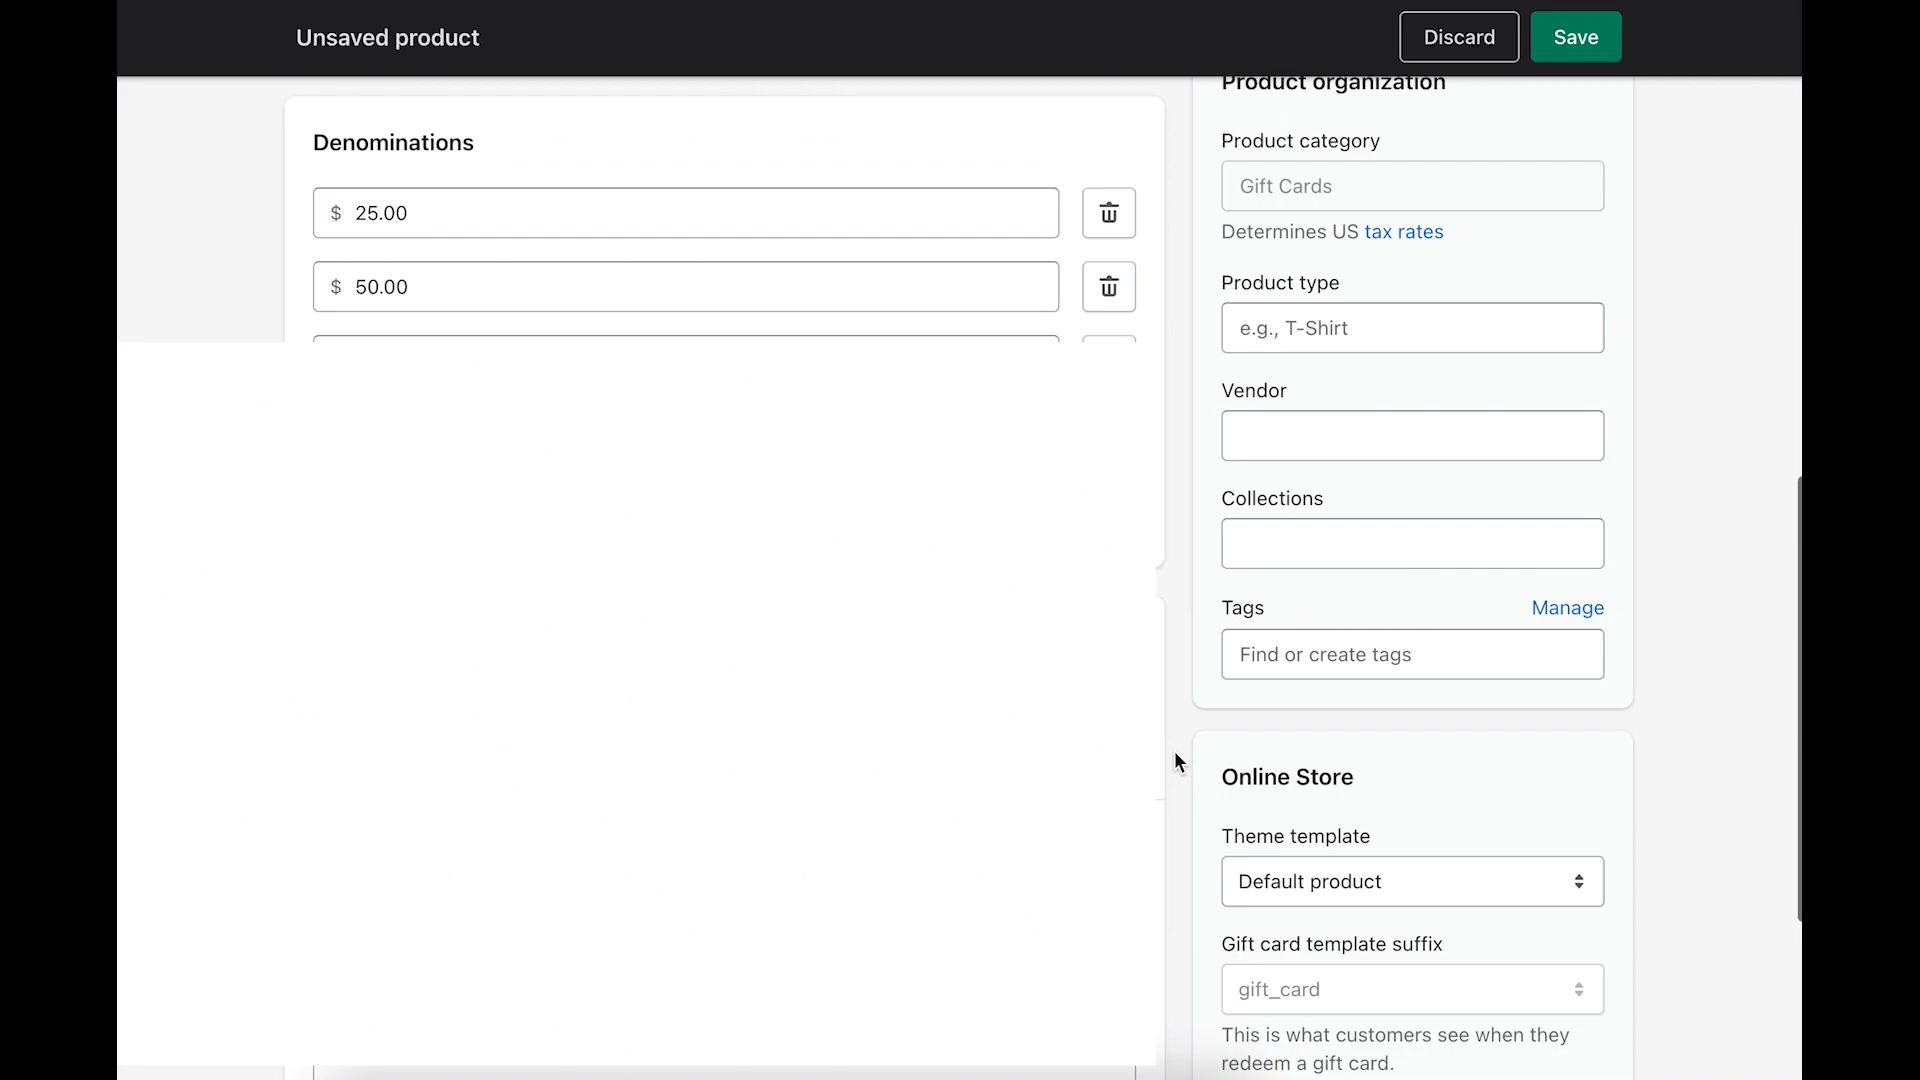 Unsaved product
Discard
Save
Denominations
$ 25.00
$ 50.00
Product organization
Product category
Gift Cards
Determines US tax rates
Product type
e.g., T-Shirt
Vendor
Collections
Tags
Manage
Find or create tags
Online Store
Theme template
Default product
Gift card template suffix
gift_card
This is what customers see when they
redeem a gift card.